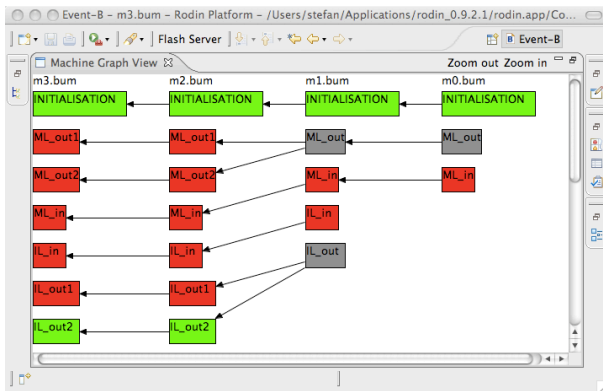 Event-B - m3.bum - Rodin Platform - /Users/stefan/Applications/rodin_0.9.2.1/rodin.app/Co...
Flash Server
Event-B
Machine Graph View
Zoom out Zoom in
m3.bum m2.bum m1.bum m0.bum
INITIALISATION INITIALISATION INITIALISATION INITIALISATION
ML_out1 ML_out1 ML_out ML_out
ML_out2 ML_out2 ML_in ML_in
ML_in ML_in IL_in
IL_in IL_in IL_out
IL_out1 IL_out1
IL_out2 IL_out2